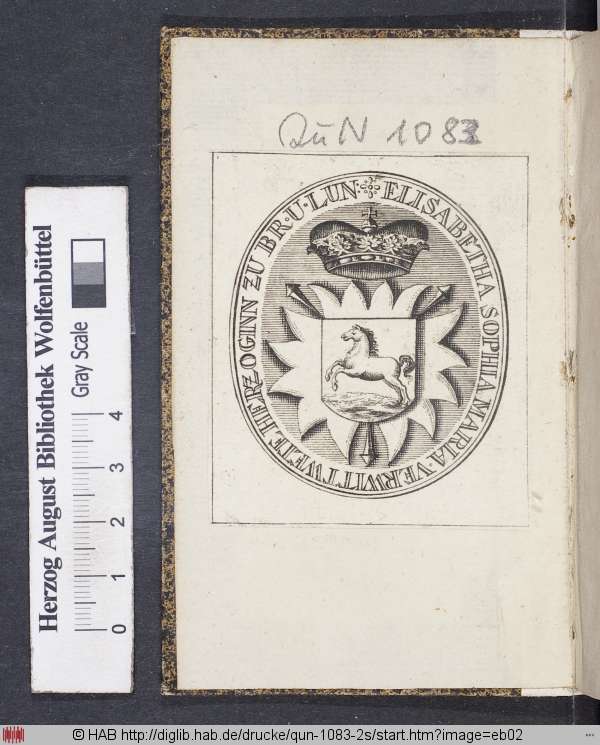 QuN 1083
ELISABETHA SOPHIA MARIA · VERWITTWETE HERZOGINN ZU BR · U · LUN ·
Herzog August Bibliothek Wolfenbüttel
Gray Scale
0 1 2 3 4
© HAB http://diglib.hab.de/drucke/qun-1083-2s/start.htm?image=eb02